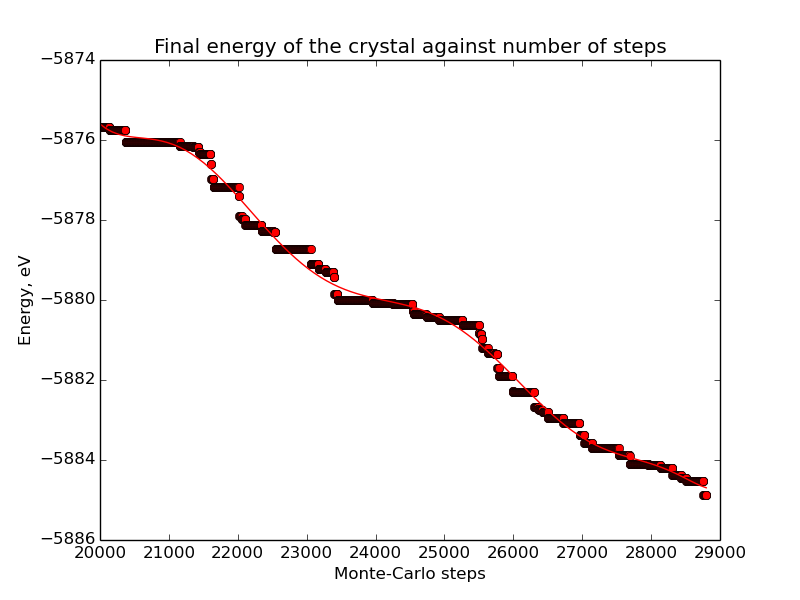 Final energy of the crystal against number of steps
−5874
−5876
−5878
−5880
−5882
−5884
−5886
Energy, eV
20000 21000 22000 23000 24000 25000 26000 27000 28000 29000
Monte-Carlo steps